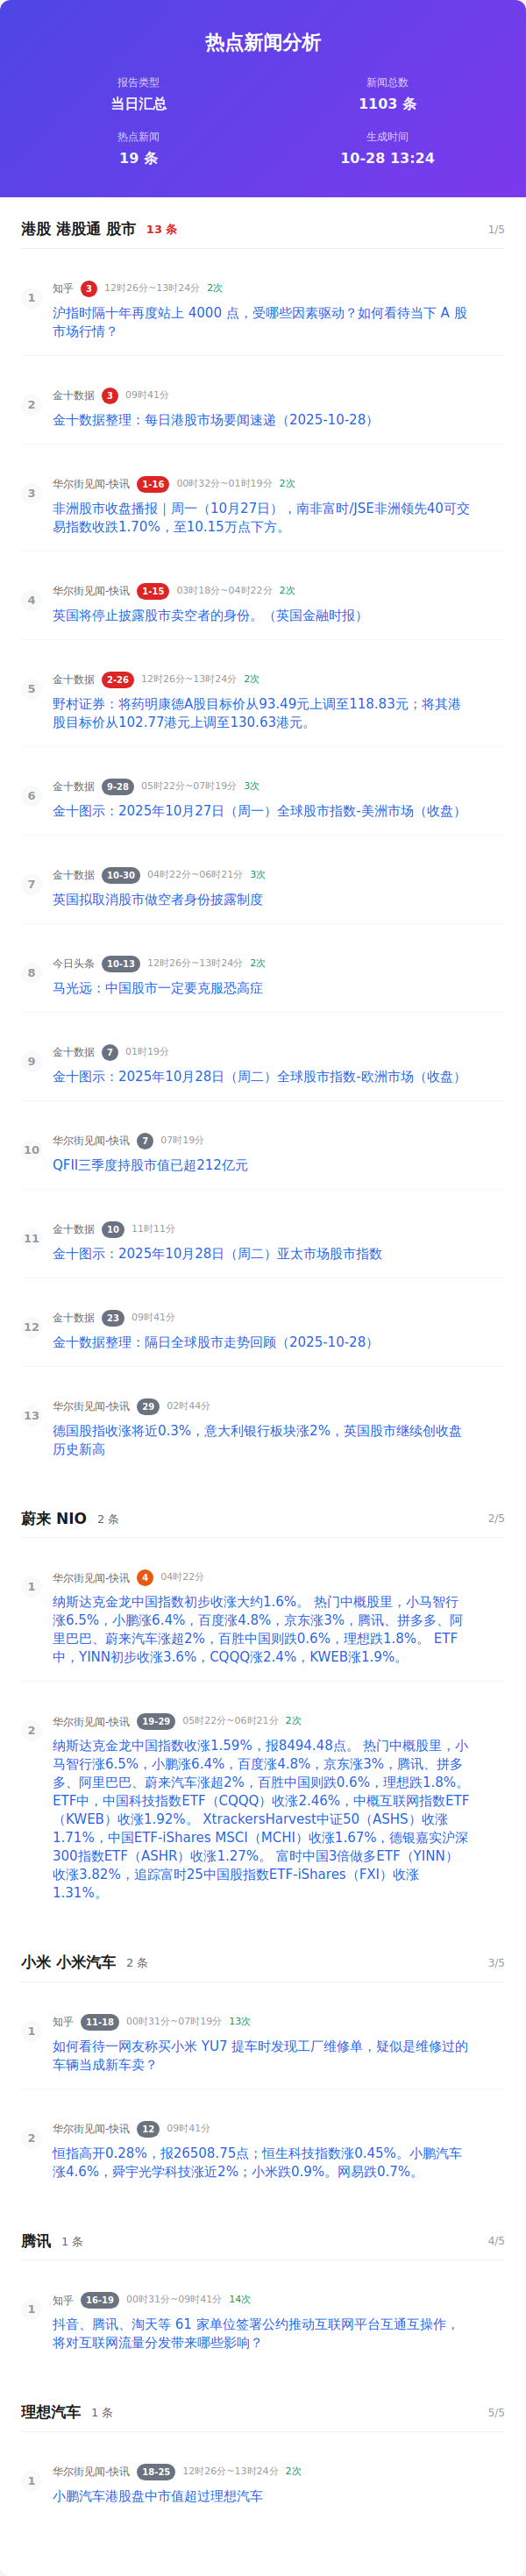 热点新闻分析
报告类型
当日汇总
新闻总数
1103 条
热点新闻
19 条
生成时间
10-28 13:24
港股 港股通 股市 13 条 1/5
1 知乎 3 12时26分~13时24分 2次
沪指时隔十年再度站上 4000 点，受哪些因素驱动？如何看待当下 A 股
市场行情？
2 金十数据 3 09时41分
金十数据整理：每日港股市场要闻速递（2025-10-28）
3 华尔街见闻-快讯 1-16 00时32分~01时19分 2次
非洲股市收盘播报｜周一（10月27日），南非富时/JSE非洲领先40可交
易指数收跌1.70%，至10.15万点下方。
4 华尔街见闻-快讯 1-15 03时18分~04时22分 2次
英国将停止披露股市卖空者的身份。（英国金融时报）
5 金十数据 2-26 12时26分~13时24分 2次
野村证券：将药明康德A股目标价从93.49元上调至118.83元；将其港
股目标价从102.77港元上调至130.63港元。
6 金十数据 9-28 05时22分~07时19分 3次
金十图示：2025年10月27日（周一）全球股市指数-美洲市场（收盘）
7 金十数据 10-30 04时22分~06时21分 3次
英国拟取消股市做空者身份披露制度
8 今日头条 10-13 12时26分~13时24分 2次
马光远：中国股市一定要克服恐高症
9 金十数据 7 01时19分
金十图示：2025年10月28日（周二）全球股市指数-欧洲市场（收盘）
10 华尔街见闻-快讯 7 07时19分
QFII三季度持股市值已超212亿元
11 金十数据 10 11时11分
金十图示：2025年10月28日（周二）亚太市场股市指数
12 金十数据 23 09时41分
金十数据整理：隔日全球股市走势回顾（2025-10-28）
13 华尔街见闻-快讯 29 02时44分
德国股指收涨将近0.3%，意大利银行板块涨2%，英国股市继续创收盘
历史新高
蔚来 NIO 2 条 2/5
1 华尔街见闻-快讯 4 04时22分
纳斯达克金龙中国指数初步收涨大约1.6%。 热门中概股里，小马智行
涨6.5%，小鹏涨6.4%，百度涨4.8%，京东涨3%，腾讯、拼多多、阿
里巴巴、蔚来汽车涨超2%，百胜中国则跌0.6%，理想跌1.8%。 ETF
中，YINN初步收涨3.6%，CQQQ涨2.4%，KWEB涨1.9%。
2 华尔街见闻-快讯 19-29 05时22分~06时21分 2次
纳斯达克金龙中国指数收涨1.59%，报8494.48点。 热门中概股里，小
马智行涨6.5%，小鹏涨6.4%，百度涨4.8%，京东涨3%，腾讯、拼多
多、阿里巴巴、蔚来汽车涨超2%，百胜中国则跌0.6%，理想跌1.8%。
ETF中，中国科技指数ETF（CQQQ）收涨2.46%，中概互联网指数ETF
（KWEB）收涨1.92%。 XtrackersHarvest中证50（ASHS）收涨
1.71%，中国ETF-iShares MSCI（MCHI）收涨1.67%，德银嘉实沪深
300指数ETF（ASHR）收涨1.27%。 富时中国3倍做多ETF（YINN）
收涨3.82%，追踪富时25中国股指数ETF-iShares（FXI）收涨
1.31%。
小米 小米汽车 2 条 3/5
1 知乎 11-18 00时31分~07时19分 13次
如何看待一网友称买小米 YU7 提车时发现工厂维修单，疑似是维修过的
车辆当成新车卖？
2 华尔街见闻-快讯 12 09时41分
恒指高开0.28%，报26508.75点；恒生科技指数涨0.45%。小鹏汽车
涨4.6%，舜宇光学科技涨近2%；小米跌0.9%。网易跌0.7%。
腾讯 1 条 4/5
1 知乎 16-19 00时31分~09时41分 14次
抖音、腾讯、淘天等 61 家单位签署公约推动互联网平台互通互操作，
将对互联网流量分发带来哪些影响？
理想汽车 1 条 5/5
1 华尔街见闻-快讯 18-25 12时26分~13时24分 2次
小鹏汽车港股盘中市值超过理想汽车